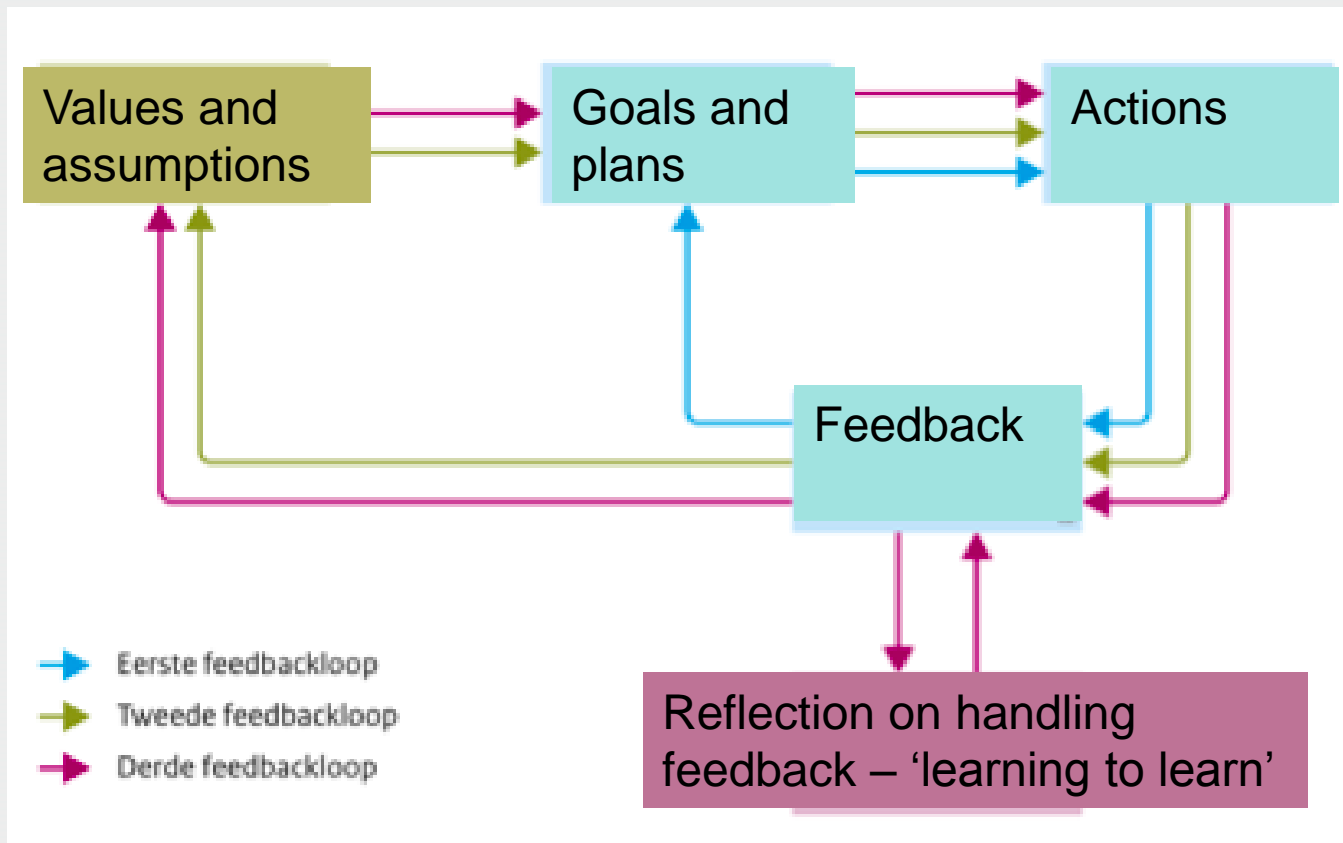 Values and
assumptions
Goals and
plans
Actions
Feedback
Eerste feedbackloop
Tweede feedbackloop
Derde feedbackloop
Reflection on handling
feedback – ‘learning to learn’